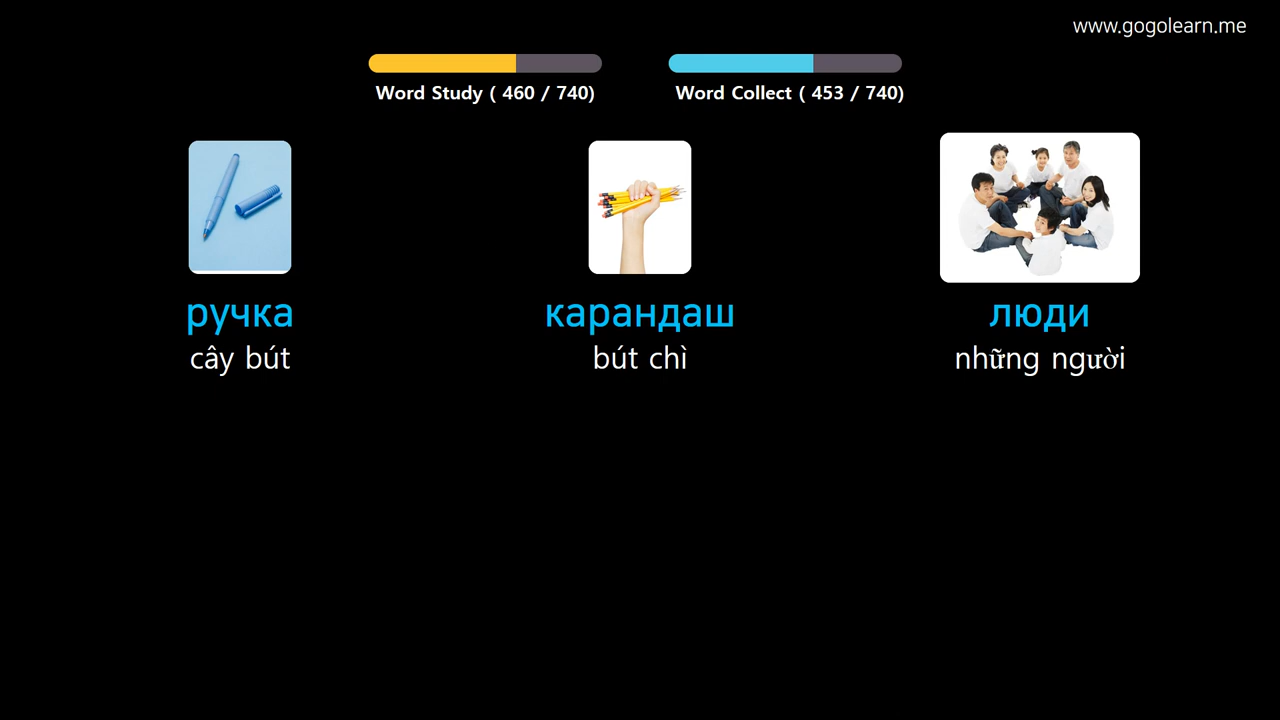 www.gogolearn.me
Word Study ( 460 / 740)
Word Collect ( 453 / 740)
ручка
карандаш
люди
cây bút
bút chì
những người